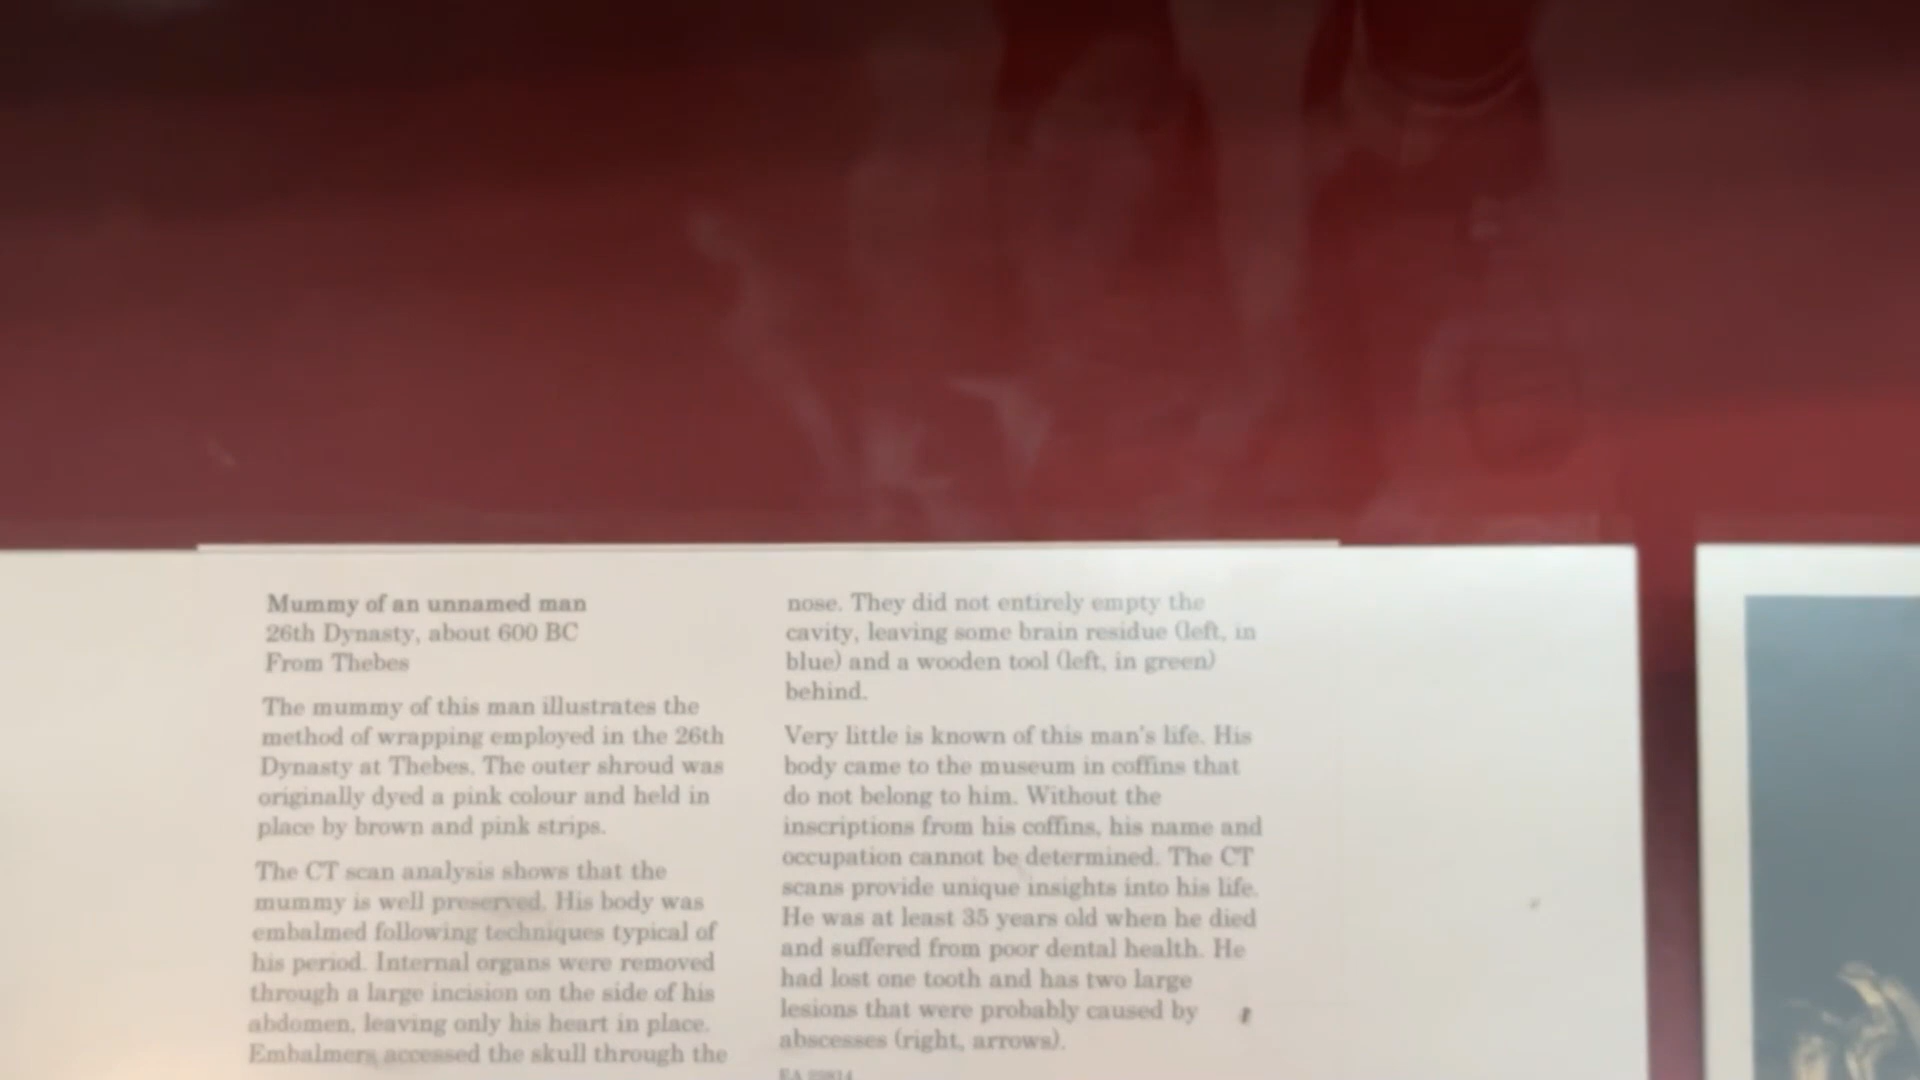 Mummy of an unnamed man
26th Dynasty, about 600 BC
From Thebes
The mummy of this man illustrates the
method of wrapping employed in the 26th
Dynasty at Thebes. The outer shroud was
originally dyed a pink colour and held in
place by brown and pink strips.
The CT scan analysis shows that the
mummy is well preserved. His body was
embalmed following techniques typical of
his period. Internal organs were removed
through a large incision on the side of his
abdomen, leaving only his heart in place.
Embalmers accessed the skull through the
nose. They did not entirely empty the
cavity, leaving some brain residue (left, in
blue) and a wooden tool (left, in green)
behind.
Very little is known of this man's life. His
body came to the museum in coffins that
do not belong to him. Without the
inscriptions from his coffins, his name and
occupation cannot be determined. The CT
scans provide unique insights into his life.
He was at least 35 years old when he died
and suffered from poor dental health. He
had lost one tooth and has two large
lesions that were probably caused by
abscesses (right, arrows).